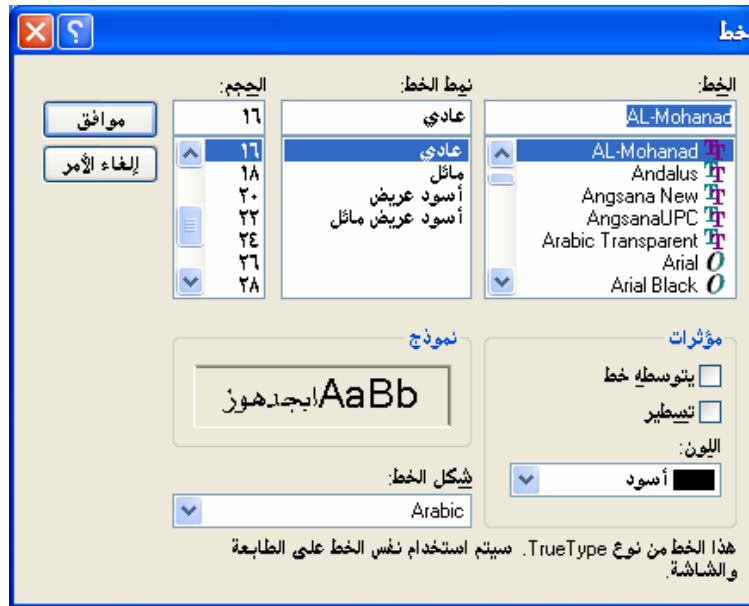 خط
الخط:
نمط الخط:
الحجم:
AL-Mohanad
عادي
١٦
موافق
إلغاء الأمر
AL-Mohanad
Andalus
Angsana New
AngsanaUPC
Arabic Transparent
Arial
Arial Black
عادي
مائل
أسود عريض
أسود عريض مائل
١٦
١٨
٢٠
٢٢
٢٤
٢٦
٢٨
مؤثرات
يتوسطه خط
تسطير
اللون:
أسود
نموذج
AaBbابجدهوز
شكل الخط:
Arabic
هذا الخط من نوع TrueType. سيتم استخدام نفس الخط على الطابعة
والشاشة.